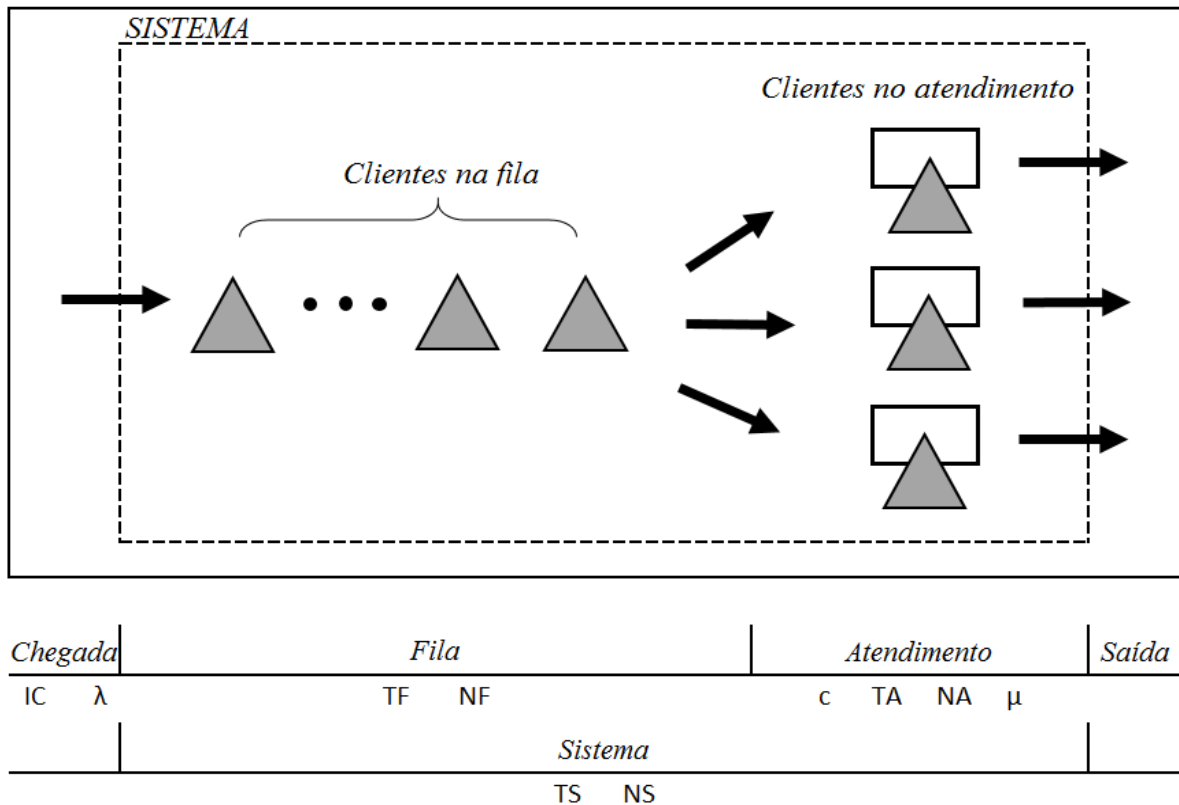 SISTEMA
Clientes no atendimento
Clientes na fila
Chegada Fila Atendimento Saída
IC λ TF NF c TA NA μ
Sistema
TS NS